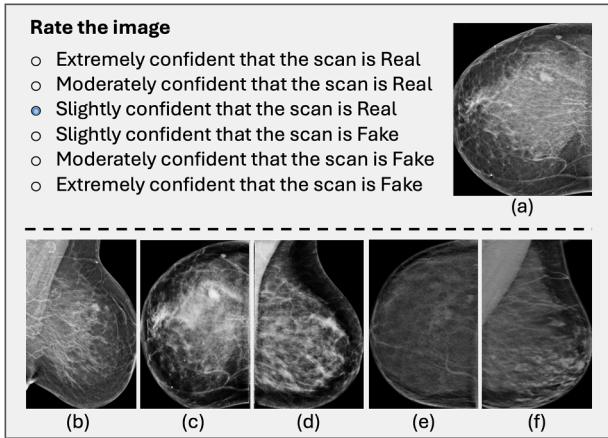 Rate the image
Extremely confident that the scan is Real
Moderately confident that the scan is Real
Slightly confident that the scan is Real
Slightly confident that the scan is Fake
Moderately confident that the scan is Fake
Extremely confident that the scan is Fake
(a)
(b) (c) (d) (e) (f)